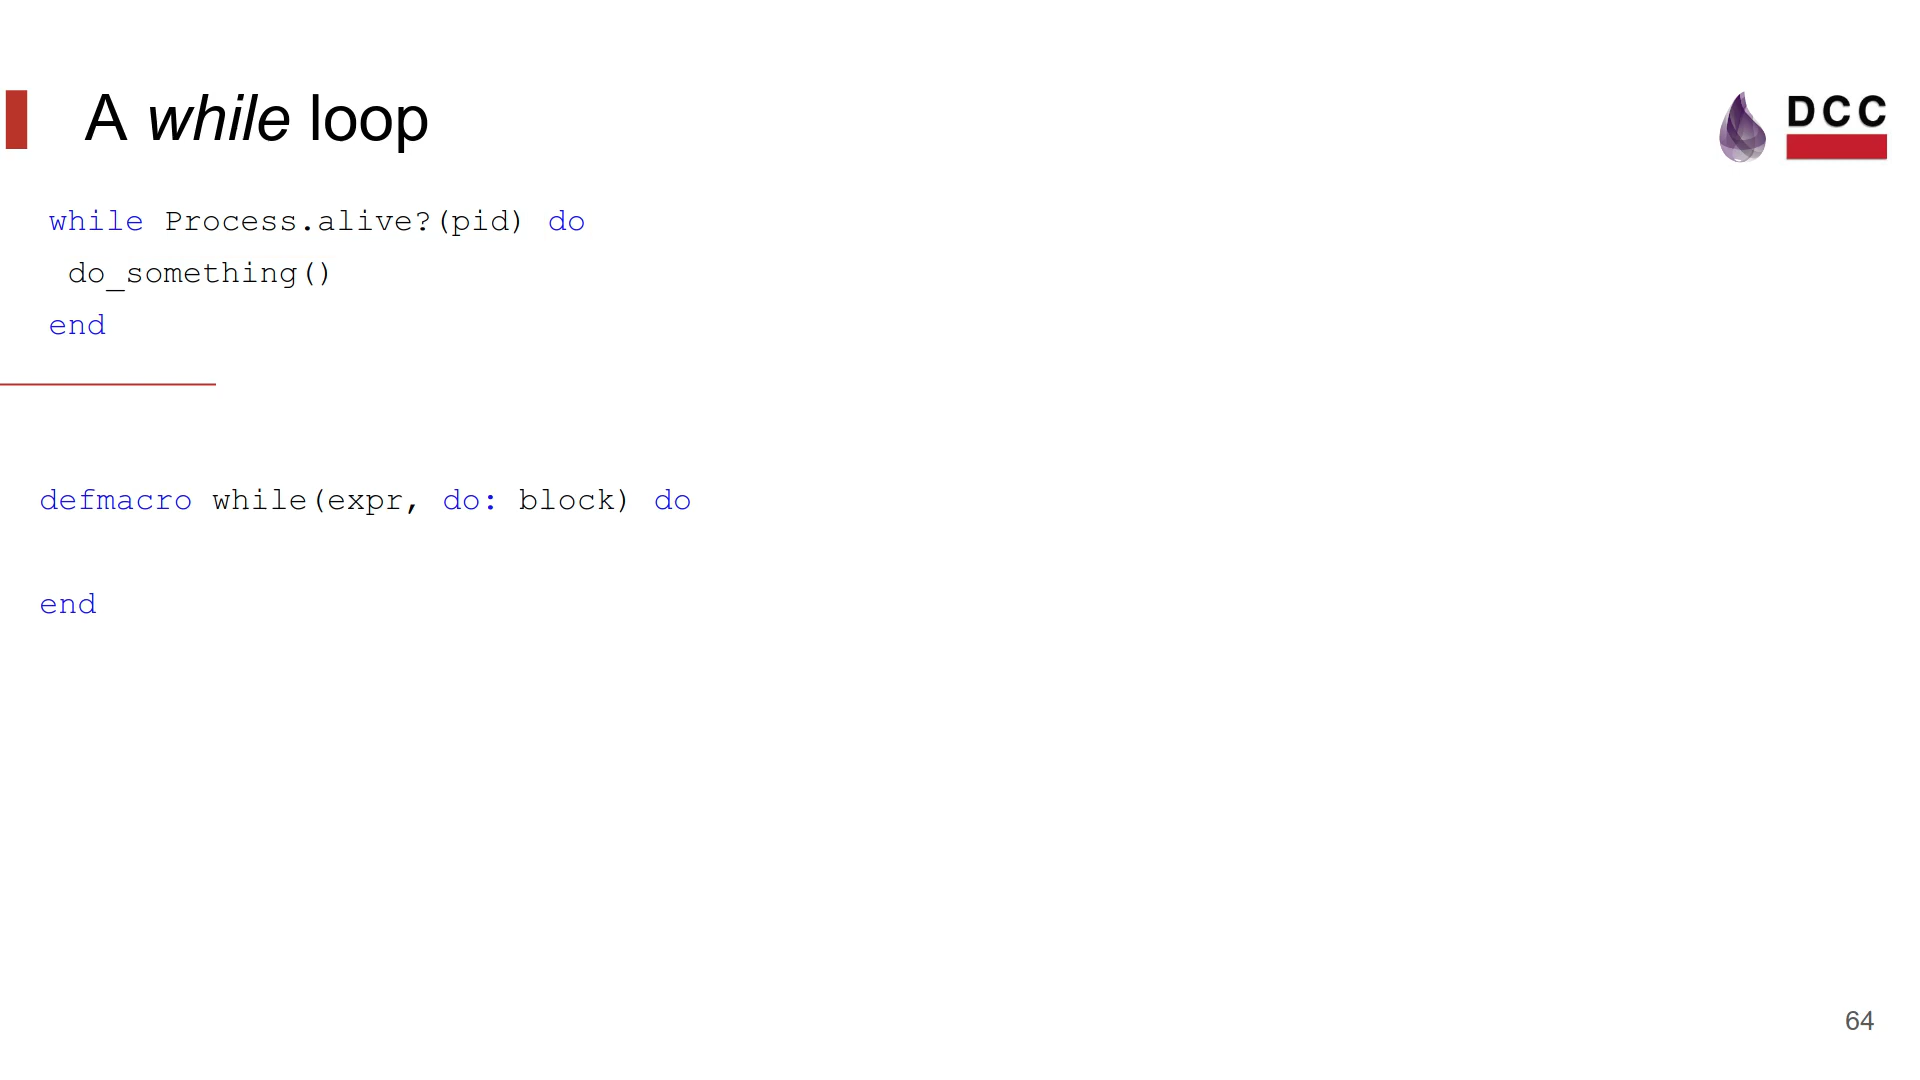 A while loop
DCC
while Process.alive?(pid) do
do_something()
end
defmacro while(expr, do: block) do
end
64